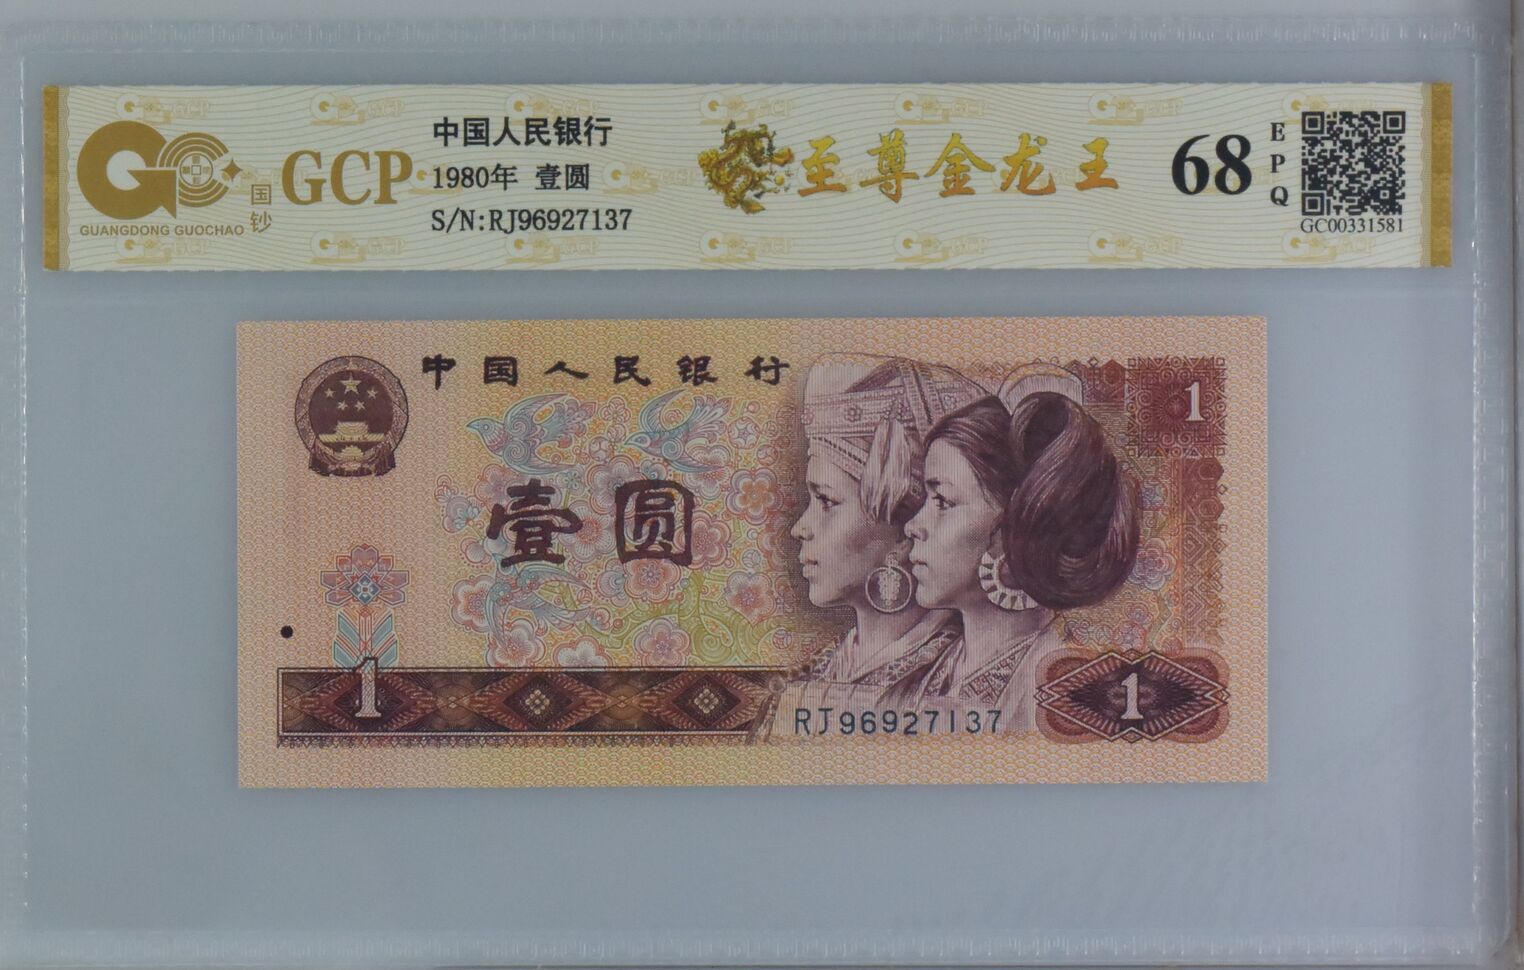 GCP
GUANGDONG GUOCHAO
国钞
中国人民银行
1980年 壹圆
S/N:RJ96927137
至尊金龙王
68
EPQ
GC00331581
中国人民银行
1
壹圆
1
RJ96927137
1